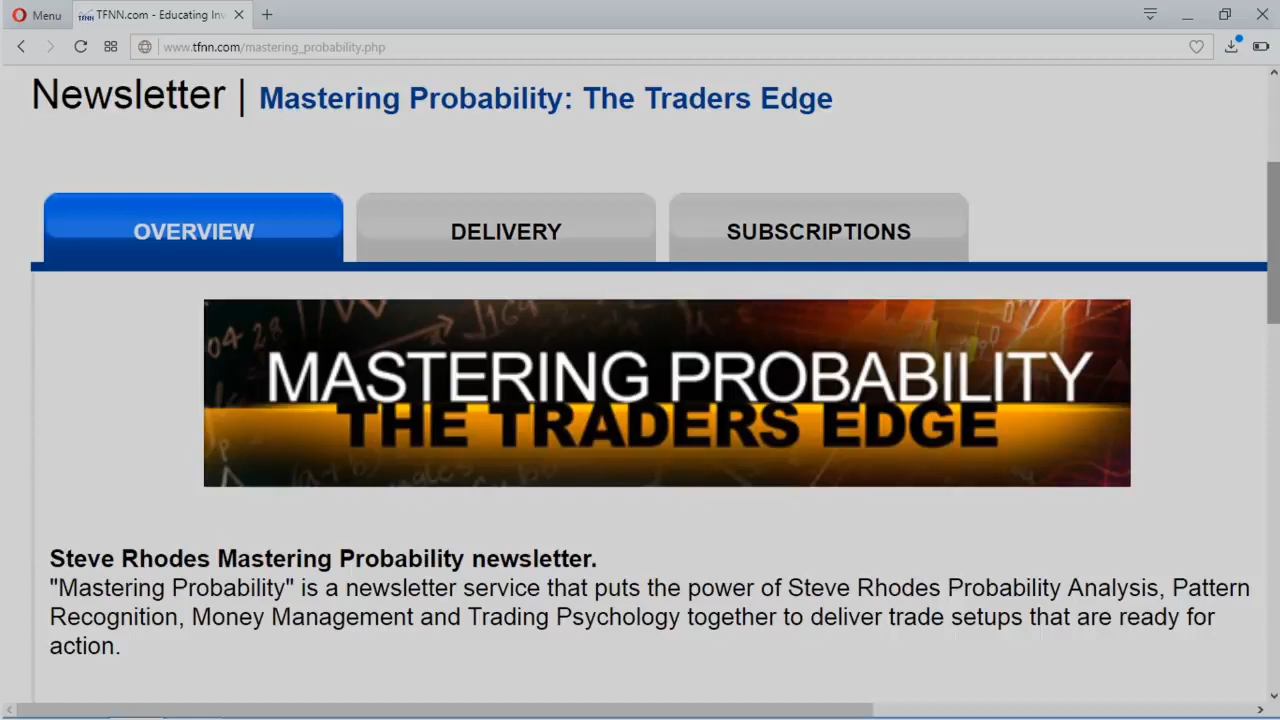 Menu
TFNN.com - Educating Inv
www.tfnn.com/mastering_probability.php
Newsletter | Mastering Probability: The Traders Edge
OVERVIEW
DELIVERY
SUBSCRIPTIONS
MASTERING PROBABILITY
THE TRADERS EDGE
Steve Rhodes Mastering Probability newsletter.
"Mastering Probability" is a newsletter service that puts the power of Steve Rhodes Probability Analysis, Pattern
Recognition, Money Management and Trading Psychology together to deliver trade setups that are ready for
action.